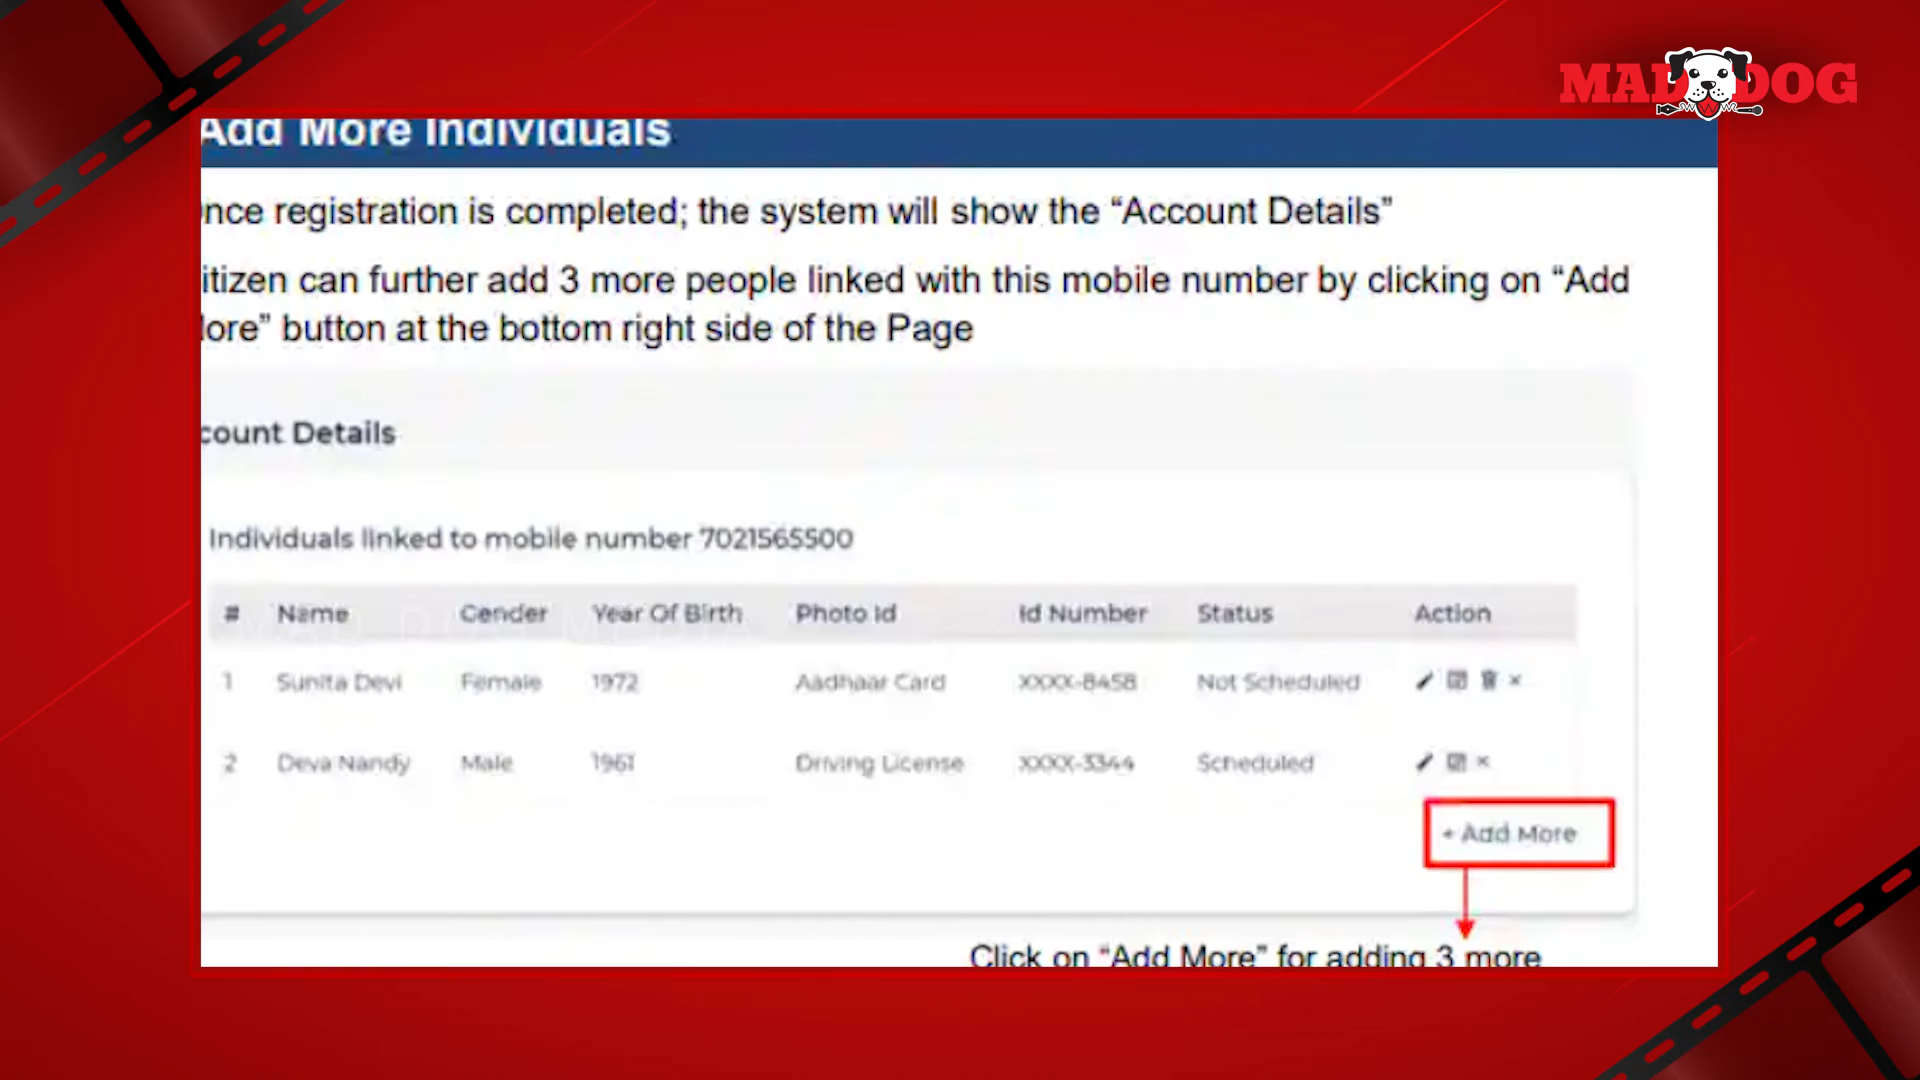 MAD DOG
Add More Individuals
nce registration is completed; the system will show the “Account Details”
itizen can further add 3 more people linked with this mobile number by clicking on “Add
ore” button at the bottom right side of the Page
count Details
Individuals linked to mobile number 7021565500
# Name Gender Year Of Birth Photo Id Id Number Status Action
1 Sunita Devi Female 1972 Aadhaar Card XXXX-8458 Not Scheduled
2 Deva Nandy Male 1961 Driving License XXXX-3344 Scheduled
+ Add More
Click on “Add More” for adding 3 more